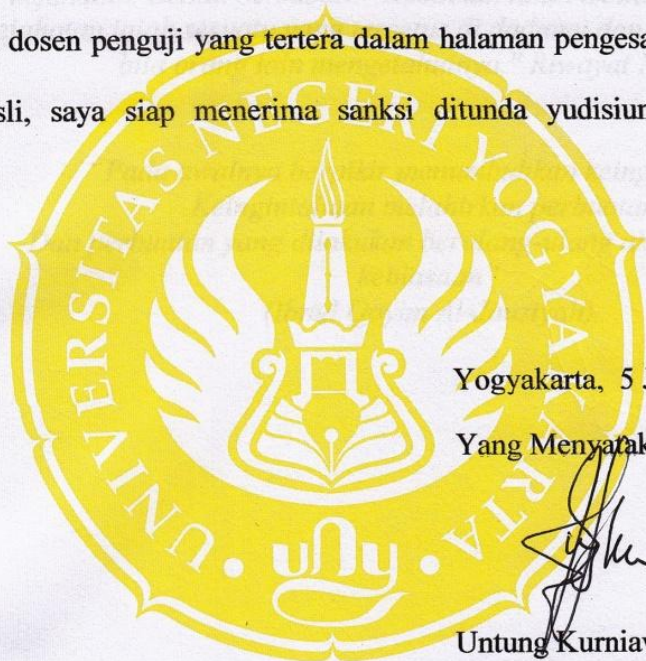 dosen penguji yang tertera dalam halaman pengesa
sli, saya siap menerima sanksi ditunda yudisiun
UNIVERSITAS NEGERI YOGYAKARTA
Yogyakarta, 5
Yang Menyatak
uny
Untung Kurniav